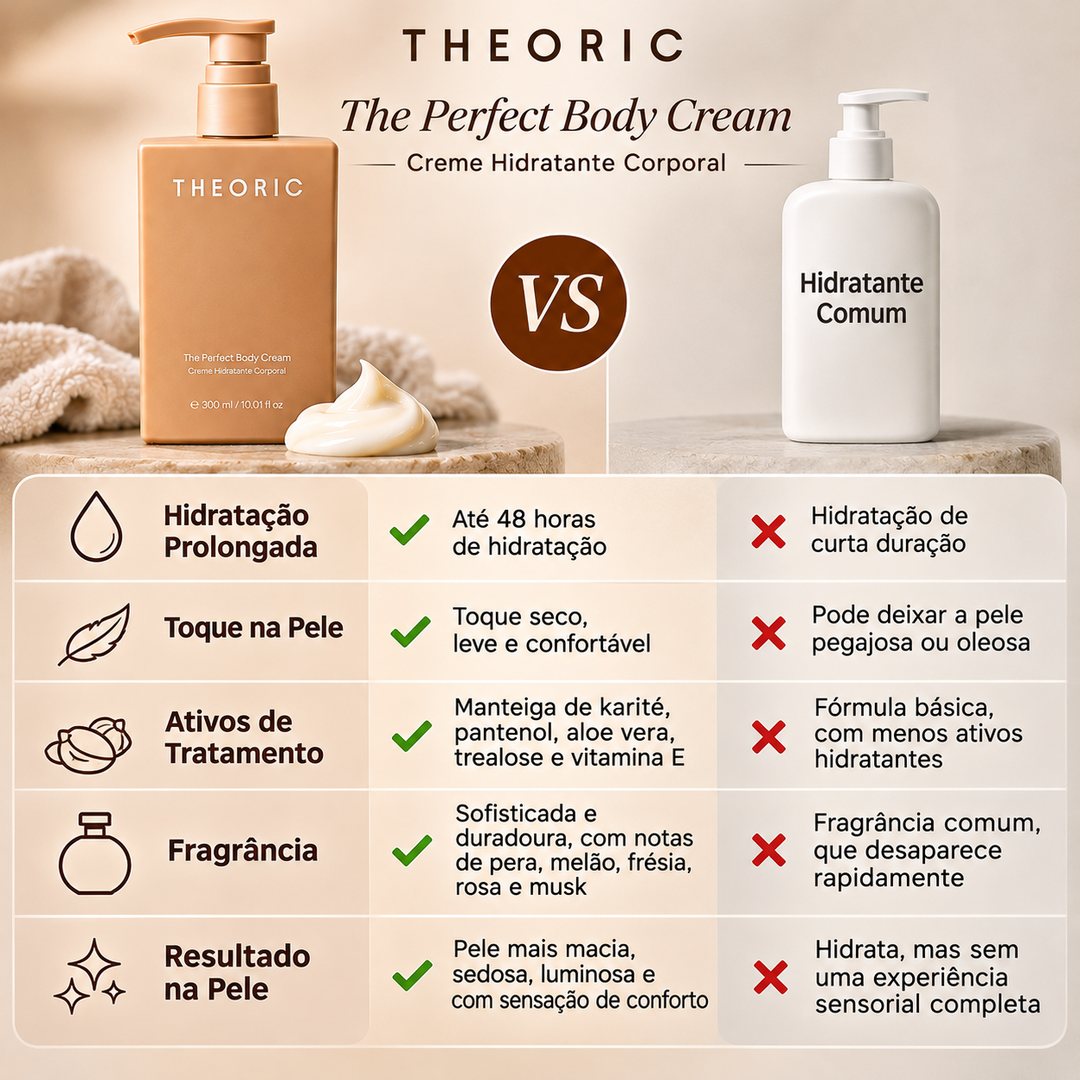 THEORIC
The Perfect Body Cream
Creme Hidratante Corporal
THEORIC
The Perfect Body Cream
Creme Hidratante Corporal
℮ 300 ml / 10.01 fl oz
VS
Hidratante
Comum
Hidratação
Prolongada
Até 48 horas
de hidratação
Hidratação de
curta duração
Toque na Pele
Toque seco,
leve e confortável
Pode deixar a pele
pegajosa ou oleosa
Ativos de
Tratamento
Manteiga de karité,
pantenol, aloe vera,
trealose e vitamina E
Fórmula básica,
com menos ativos
hidratantes
Fragrância
Sofisticada e
duradoura, com notas
de pera, melão, frésia,
rosa e musk
Fragrância comum,
que desaparece
rapidamente
Resultado
na Pele
Pele mais macia,
sedosa, luminosa e
com sensação de conforto
Hidrata, mas sem
uma experiência
sensorial completa